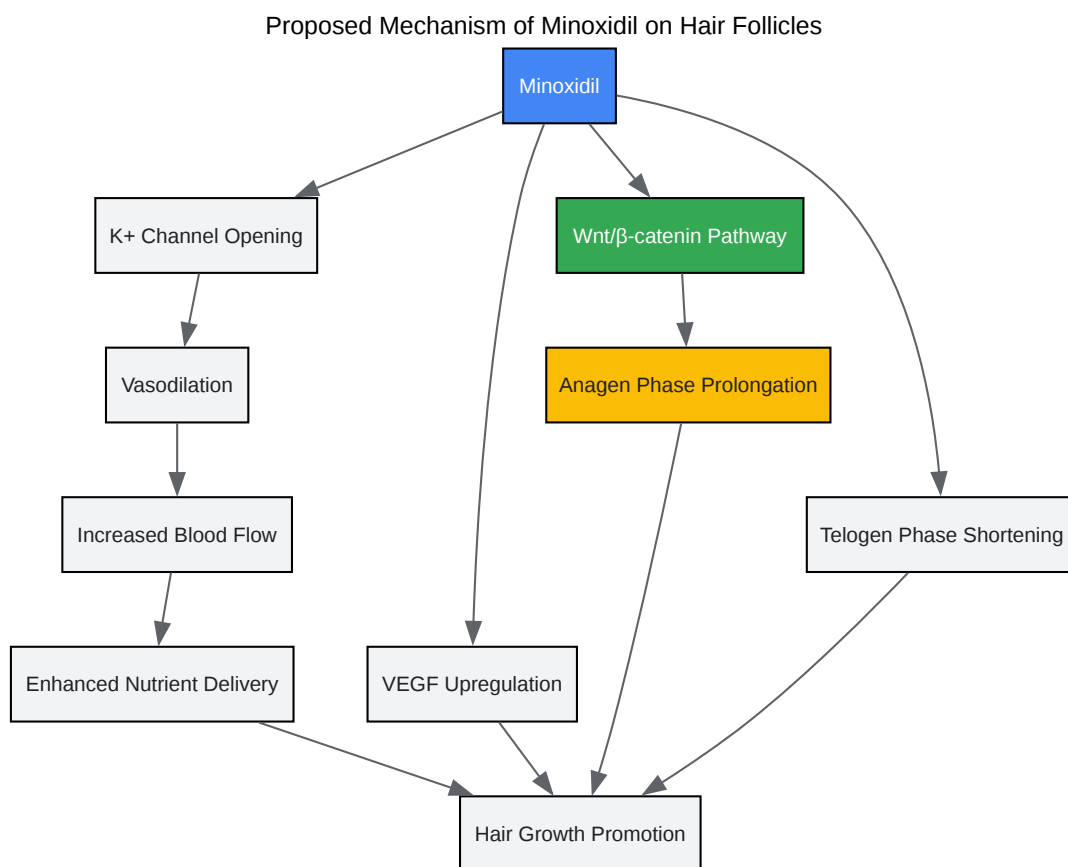 Proposed Mechanism of Minoxidil on Hair Follicles
Minoxidil
K+ Channel Opening
Wnt/β-catenin Pathway
Vasodilation
Anagen Phase Prolongation
Increased Blood Flow
Telogen Phase Shortening
Enhanced Nutrient Delivery
VEGF Upregulation
Hair Growth Promotion